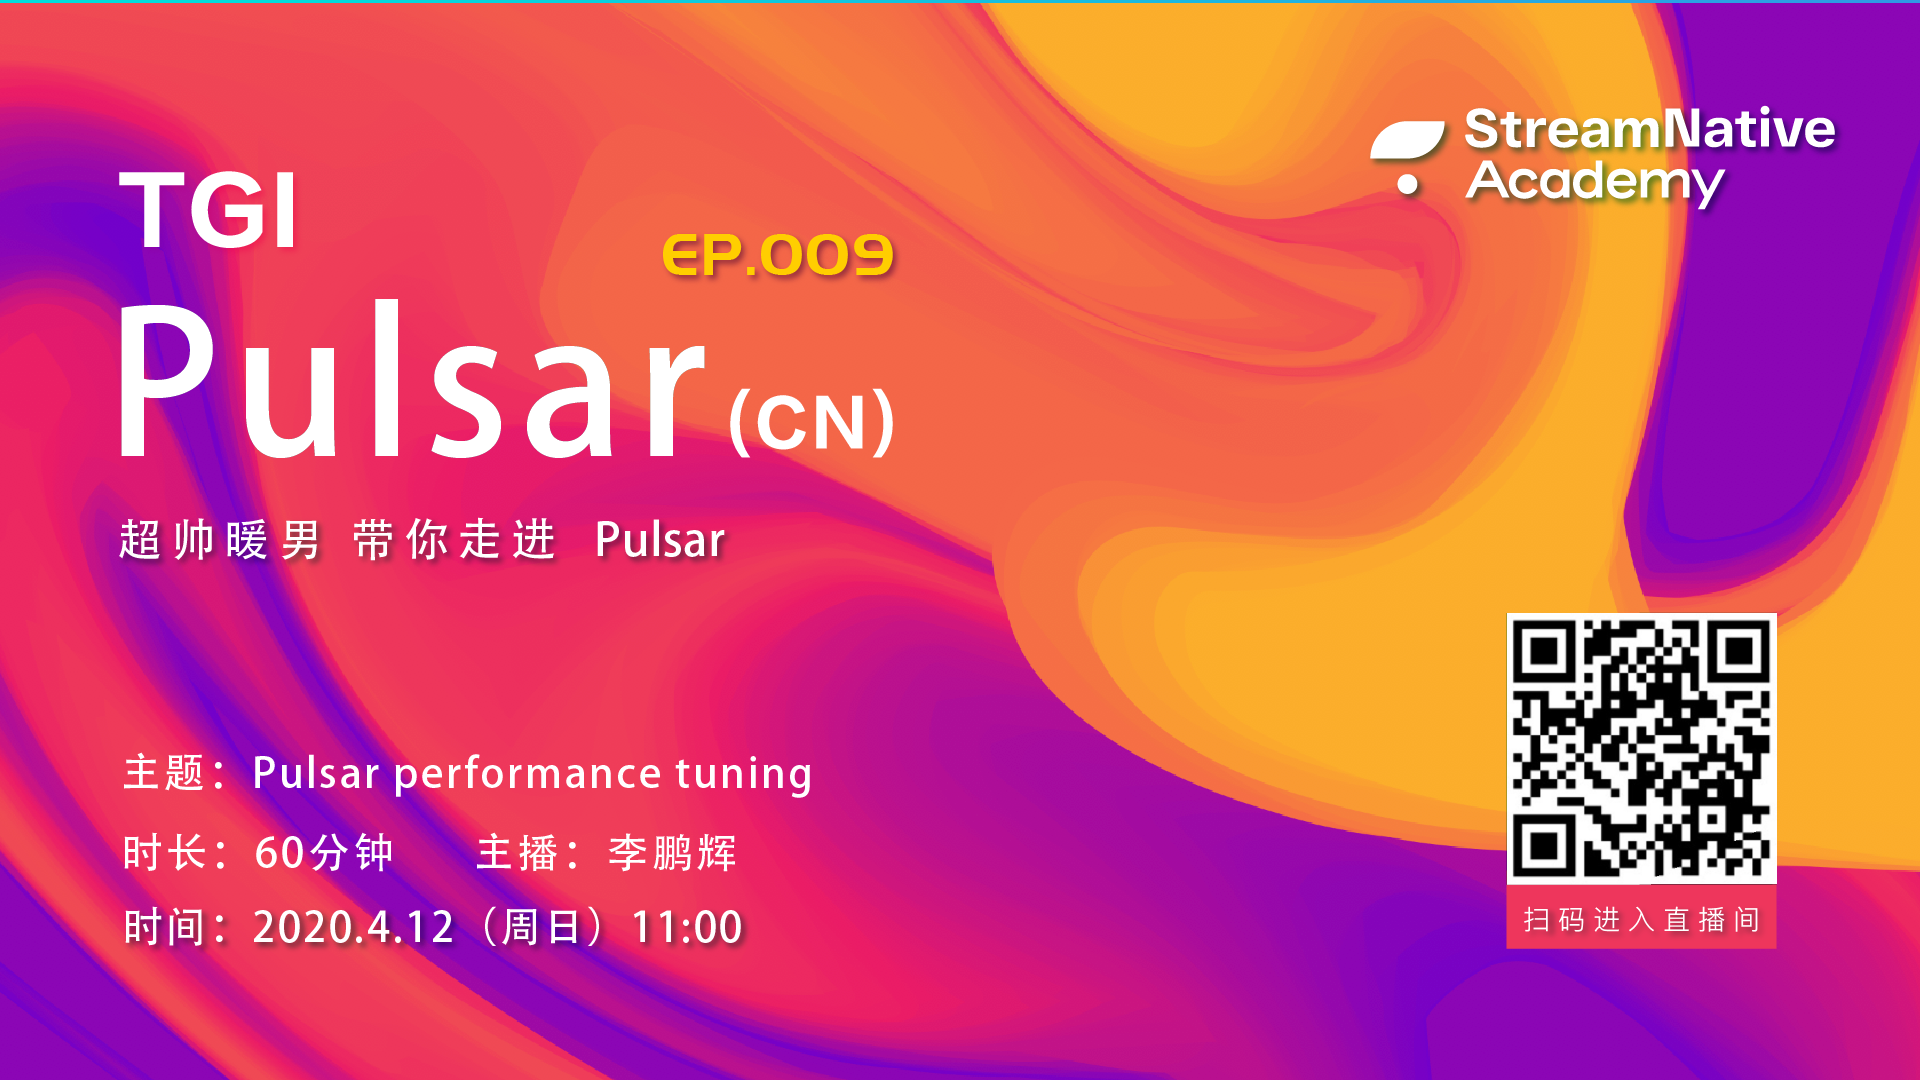 StreamNative
Academy
TGI
EP.009
Pulsar (CN)
超帅暖男 带你走进 Pulsar
主题：Pulsar performance tuning
时长：60分钟 主播：李鹏辉
时间：2020.4.12（周日）11:00
扫码进入直播间